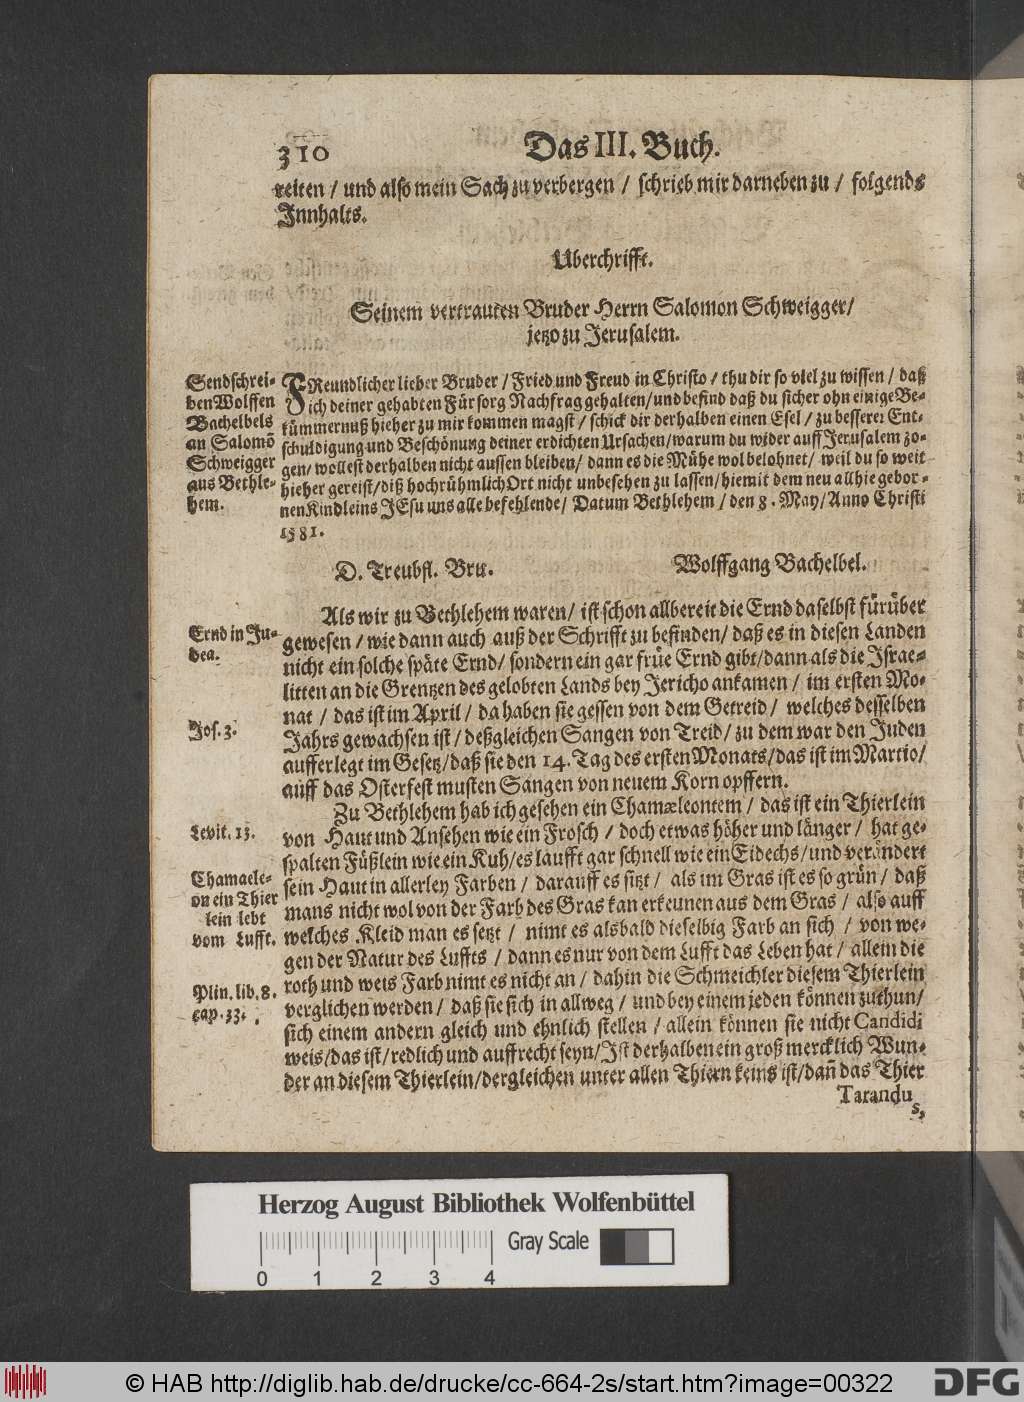 310
Das III. Buch.
reiten / und also mein Sach zu verbergen / schrieb mir darneben zu / folgends
Innhalts.
Uberchrifft.
Seinem vertrauten Bruder Herrn Salomon Schweigger/
jetzo zu Jerusalem.
Sendschrei-
ben Wolffen
Bachelbels
an Salomō
Schweigger
aus Bethle-
hem.
FReundlicher lieber Bruder / Fried und Freud in Christo / thu dir so viel zu wissen / daß
ich deiner gehabten Fürsorg Nachfrag gehalten/und befind daß du sicher ohn einige Be-
kümmernuß hieher zu mir kommen magst / schick dir derhalben einen Esel / zu besserer Ent-
schuldigung und Beschönung deiner erdichten Ursachen/warum du wider auff Jerusalem zo-
gen/ wollest derhalben nicht aussen bleiben/ dann es die Mühe wol belohnet/ weil du so weit
hieher gereist/diß hochrühmlich Ort nicht unbesehen zu lassen/hiemit dem neu allhie gebor-
nen Kindleins JEsu uns alle befehlende/ Datum Bethlehem / den 8. May/ Anno Christi
1581.
D. Treubfl. Bru.
Wolffgang Bachelbel.
Ernd in Ju-
dea.
Als wir zu Bethlehem waren/ ist schon allbereit die Ernd daselbst fürüber
gewesen / wie dann auch auß der Schrifft zu befinden/ daß es in diesen Landen
nicht ein solche späte Ernd/ sondern ein gar früe Ernd gibt/dann als die Israe-
litten an die Grentzen des gelobten Lands bey Jericho ankamen / im ersten Mo-
nat / das ist im April / da haben sie gessen von dem Getreid / welches desselben
Jos. 3.
Jahrs gewachsen ist / deßgleichen Sangen von Treid / zu dem war den Juden
aufferlegt im Gesetz/daß sie den 14. Tag des ersten Monats/das ist im Martio/
auff das Osterfest musten Sangen von neuem Korn opffern.
Zu Bethlehem hab ich gesehen ein Chamæleontem / das ist ein Thierlein
Levit. 13.
von Haut und Ansehen wie ein Frosch / doch etwas höher und länger / hat ge-
spalten Füßlein wie ein Kuh/es laufft gar schnell wie ein Eidechs/und verändert
Chamaele-
on ein Thier
lein lebt
vom Lufft.
sein Haut in allerley Farben / darauff es sitzt / als im Gras ist es so grün / daß
mans nicht wol von der Farb des Gras kan erkeunen aus dem Gras / also auff
welches Kleid man es setzt / nimt es alsbald dieselbig Farb an sich / von we-
gen der Natur des Luffts / dann es nur von dem Lufft das Leben hat / allein die
Plin. lib. 8.
cap. 33.
roth und weis Farb nimt es nicht an / dahin die Schmeichler diesem Thierlein
verglichen werden / daß sie sich in allweg / und bey einem jeden können zuthun/
sich einem andern gleich und ehnlich stellen / allein können sie nicht Candidi
weis/das ist/redlich und auffrecht seyn/Ist derhalben ein groß mercklich Wun-
der an diesem Thierlein/dergleichen unter allen Thiern keins ist/dañ das Thier
Tarandus,
Herzog August Bibliothek Wolfenbüttel
Gray Scale
0 1 2 3 4
© HAB http://diglib.hab.de/drucke/cc-664-2s/start.htm?image=00322
DFG